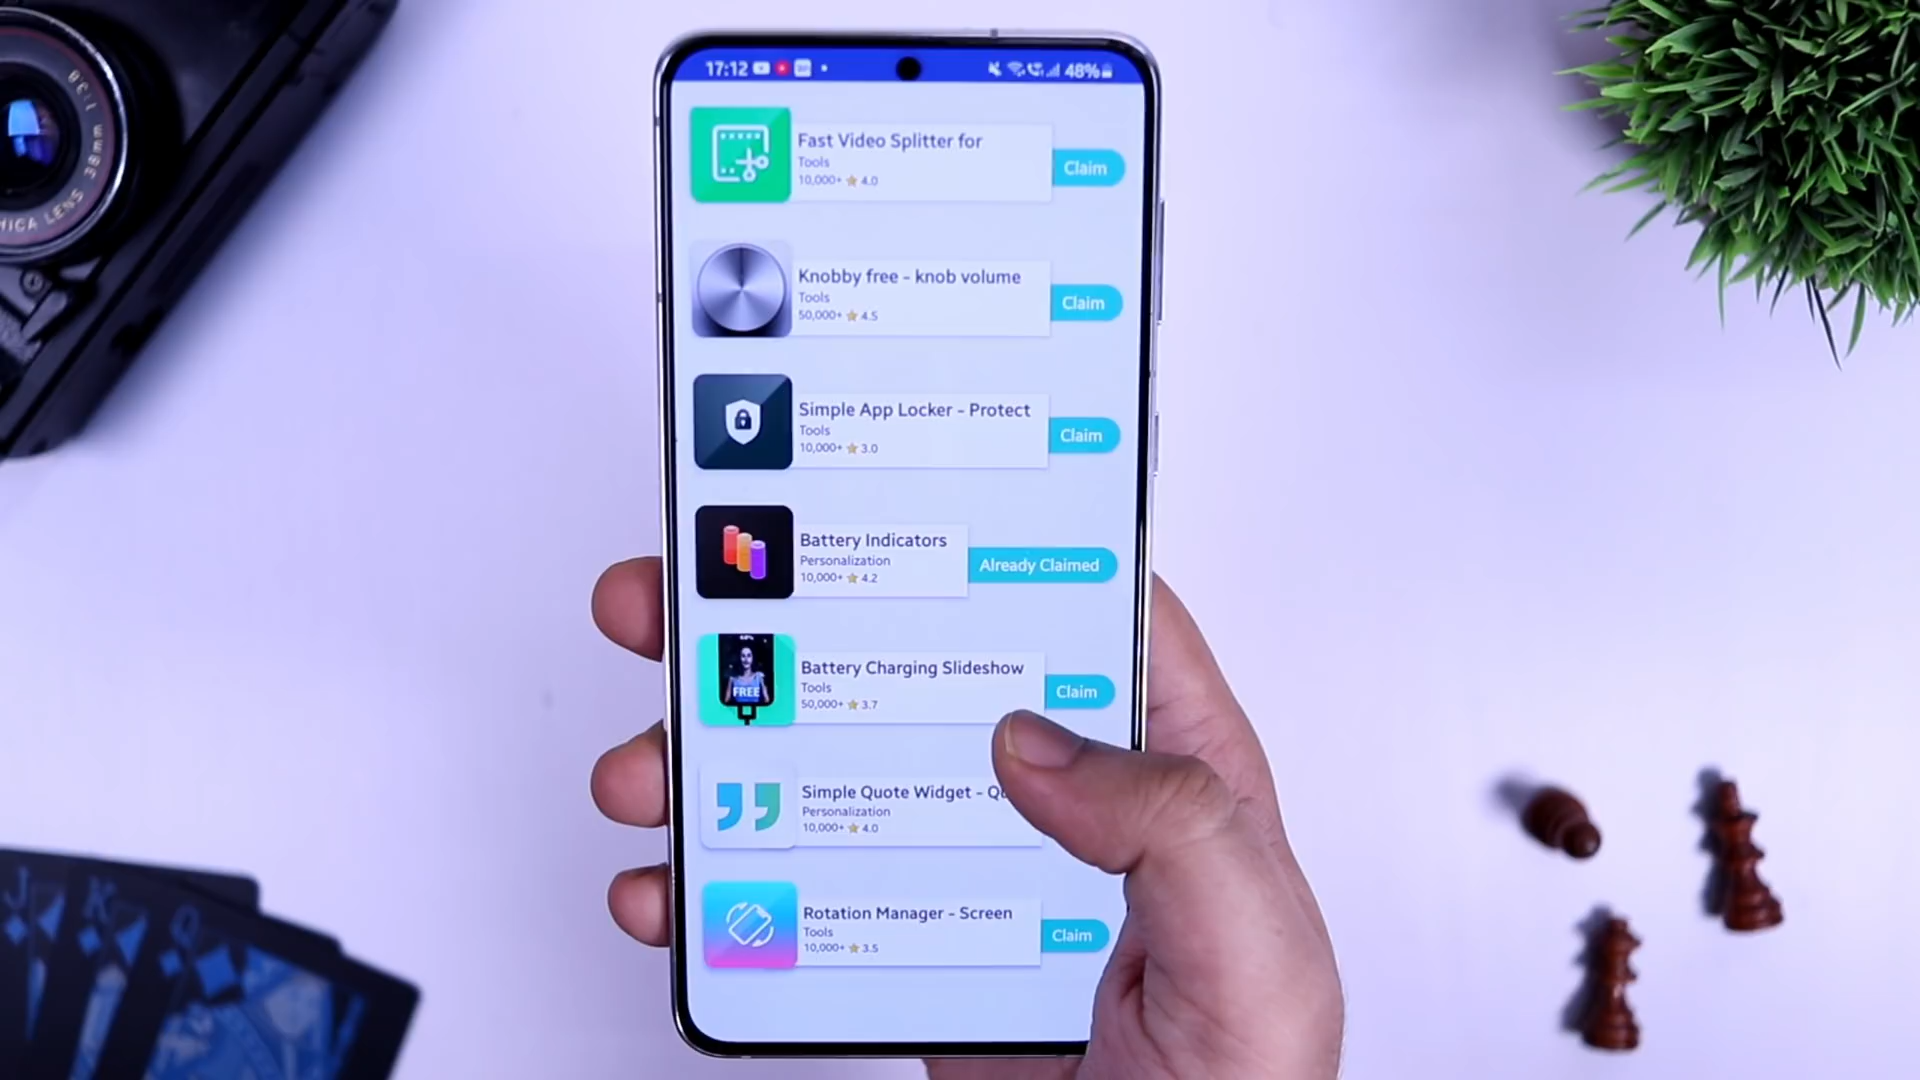 17:12
48%
Fast Video Splitter for
Tools
10,000+ ⭐ 4.0
Claim
Knobby free - knob volume
Tools
50,000+ ⭐ 4.5
Claim
Simple App Locker - Protect
Tools
10,000+ ⭐ 3.0
Claim
Battery Indicators
Personalization
10,000+ ⭐ 4.2
Already Claimed
FREE
Battery Charging Slideshow
Tools
50,000+ ⭐ 3.7
Claim
Simple Quote Widget -
Personalization
10,000+ ⭐ 4.0
Rotation Manager - Screen
Tools
10,000+ ⭐ 3.5
Claim
38mm
LENS
J
K
Q